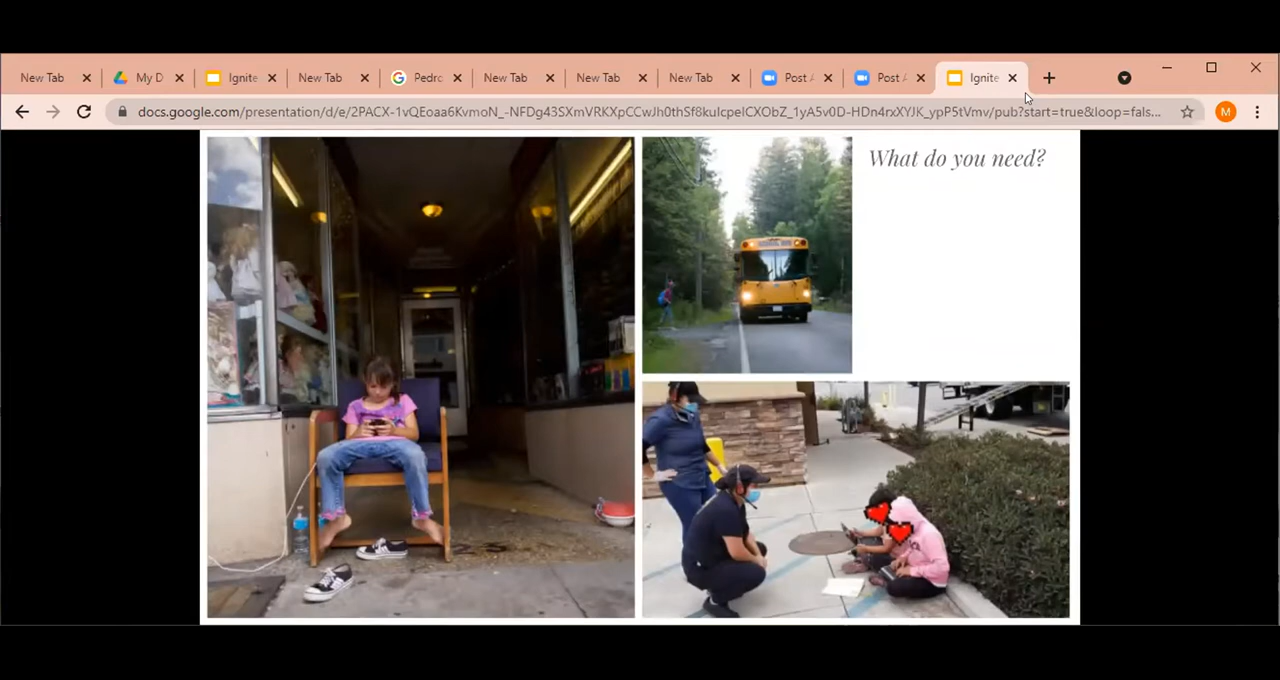 New Tab
My D
Ignite
New Tab
Pedro
New Tab
New Tab
New Tab
Post
Post
Ignite
docs.google.com/presentation/d/e/2PACX-1vQEoaa6KvmoN_-NFDg43SXmVRKXpCCwJh0thSf8kulcpeICXObZ_1yA5v0D-HDn4rxXYJK_ypP5tVmv/pub?start=true&loop=fals...
M
What do you need?